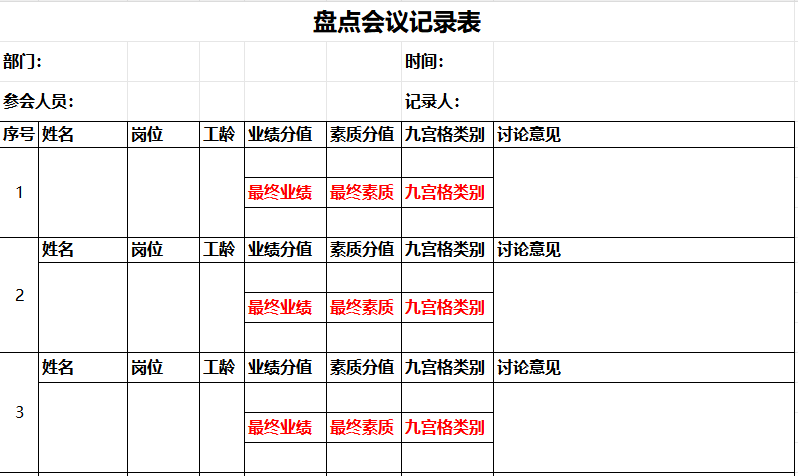 盘点会议记录表
部门： 时间：
参会人员： 记录人：
序号 姓名 岗位 工龄 业绩分值 素质分值 九宫格类别 讨论意见
1 最终业绩 最终素质 九宫格类别
姓名 岗位 工龄 业绩分值 素质分值 九宫格类别 讨论意见
2 最终业绩 最终素质 九宫格类别
姓名 岗位 工龄 业绩分值 素质分值 九宫格类别 讨论意见
3 最终业绩 最终素质 九宫格类别